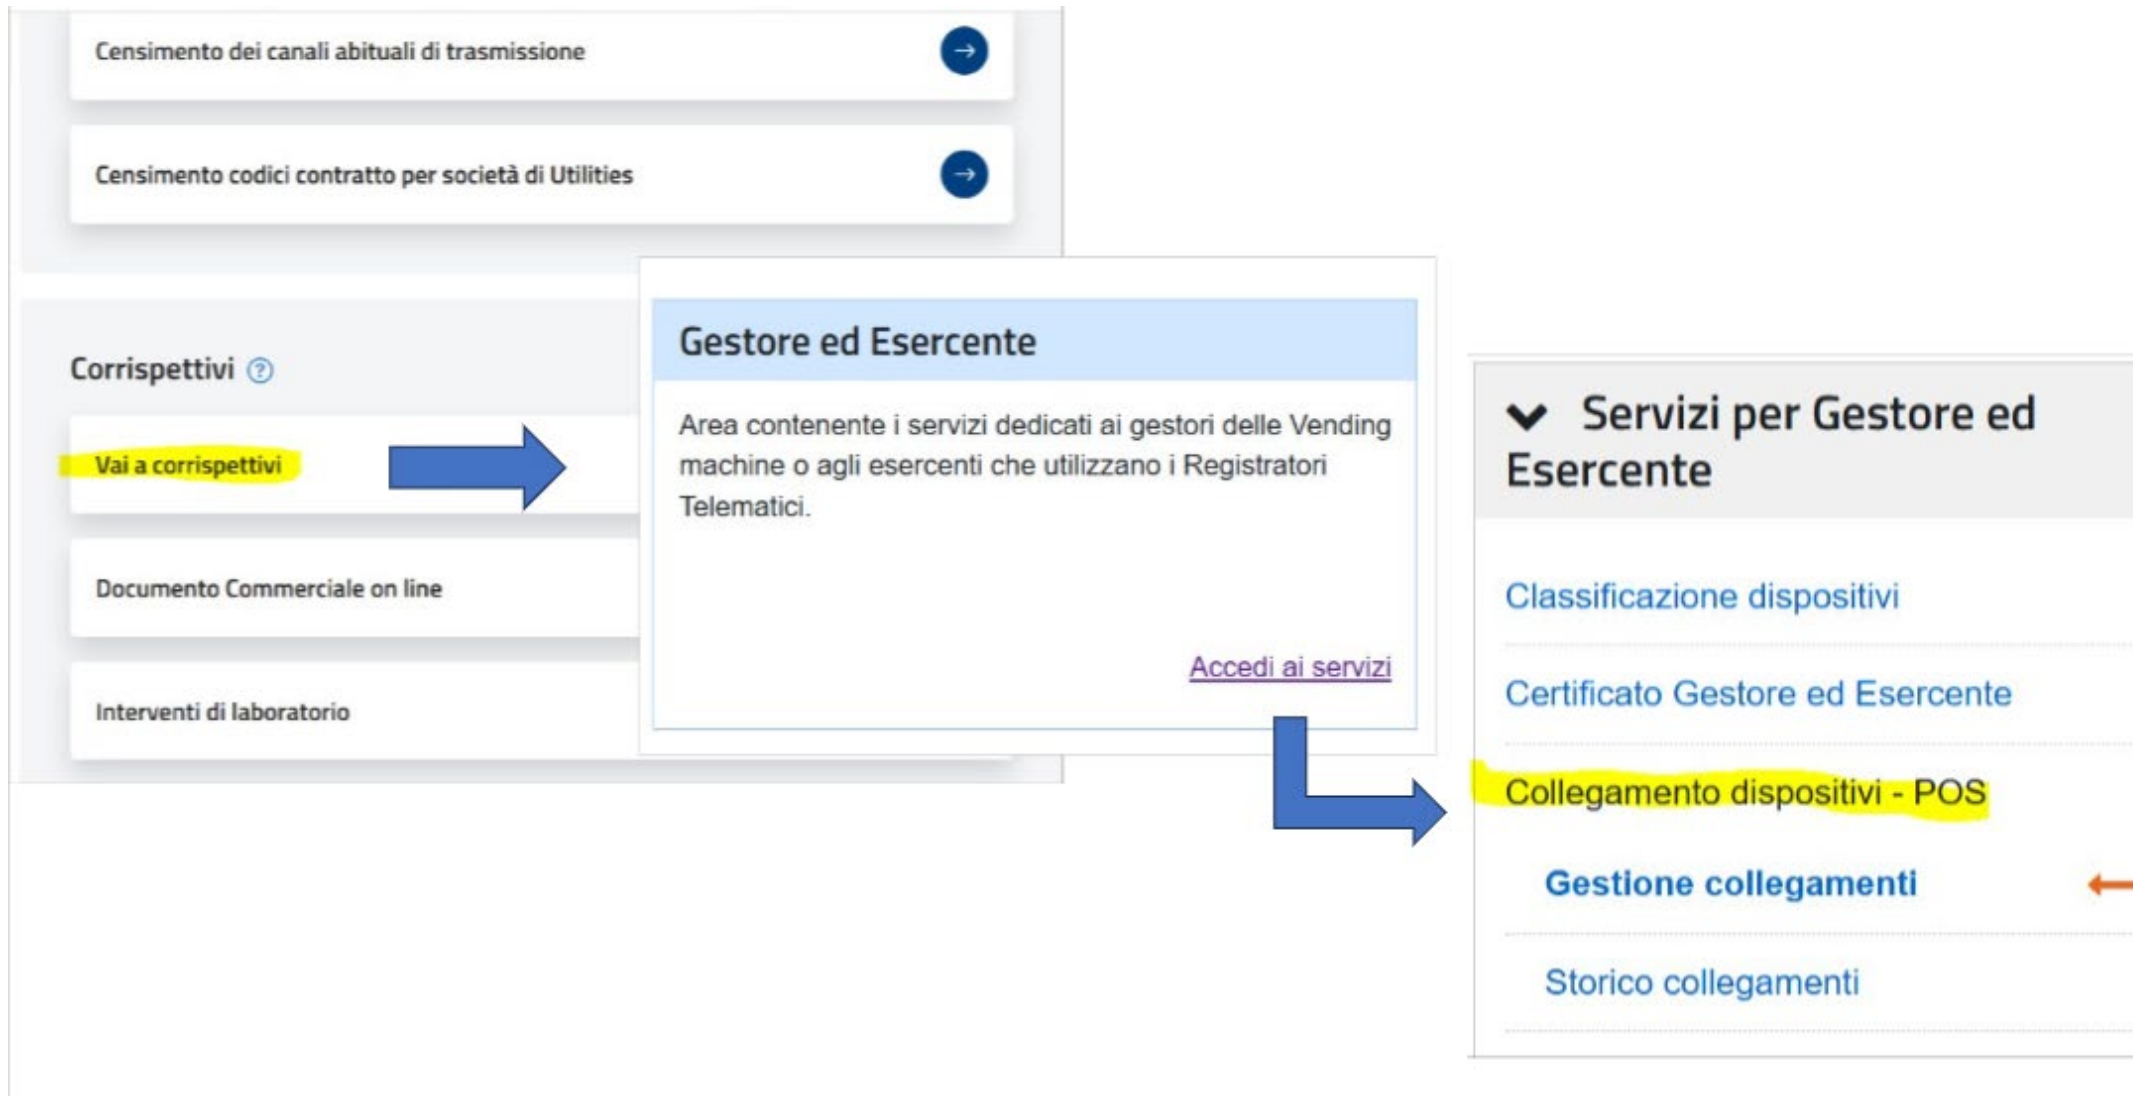 Censimento dei canali abituali di trasmissione
Censimento codici contratto per società di Utilities
Corrispettivi ?
Vai a corrispettivi
Documento Commerciale on line
Interventi di laboratorio
Gestore ed Esercente
Area contenente i servizi dedicati ai gestori delle Vending
machine o agli esercenti che utilizzano i Registratori
Telematici.
Accedi ai servizi
Servizi per Gestore ed
Esercente
Classificazione dispositivi
Certificato Gestore ed Esercente
Collegamento dispositivi - POS
Gestione collegamenti
Storico collegamenti